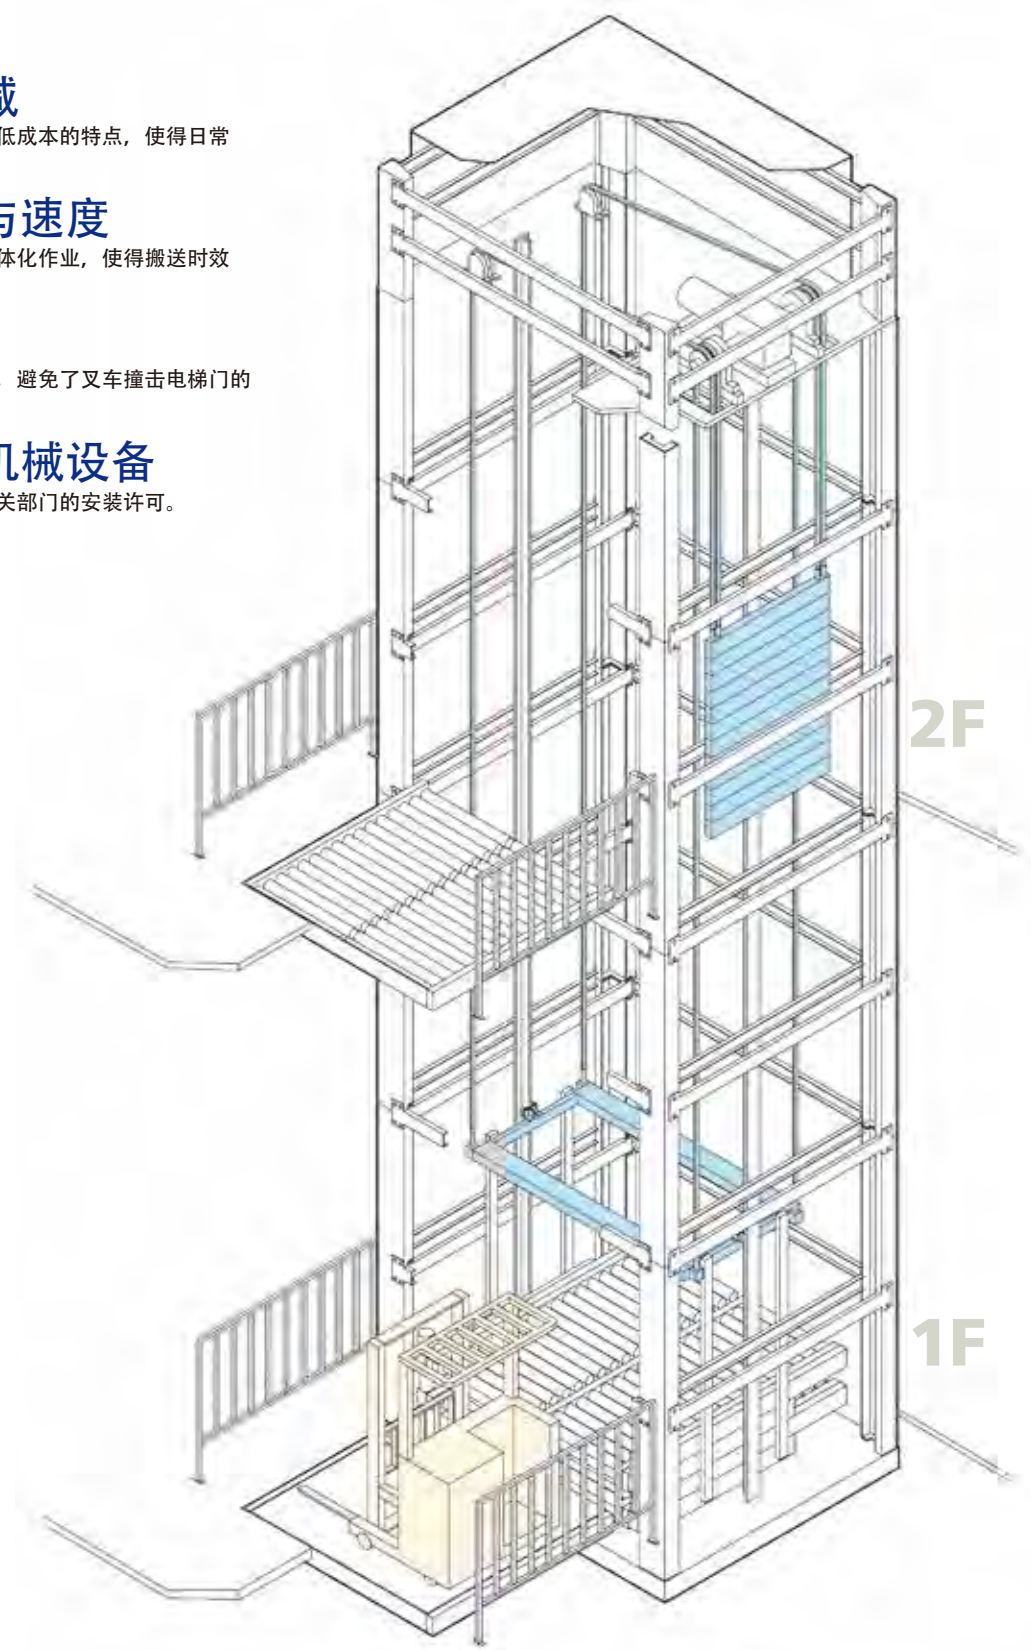 械
低成本的特点，使得日常
与速度
体化作业，使得搬送时效
，避免了叉车撞击电梯门的
机械设备
关部门的安装许可。
2F
1F